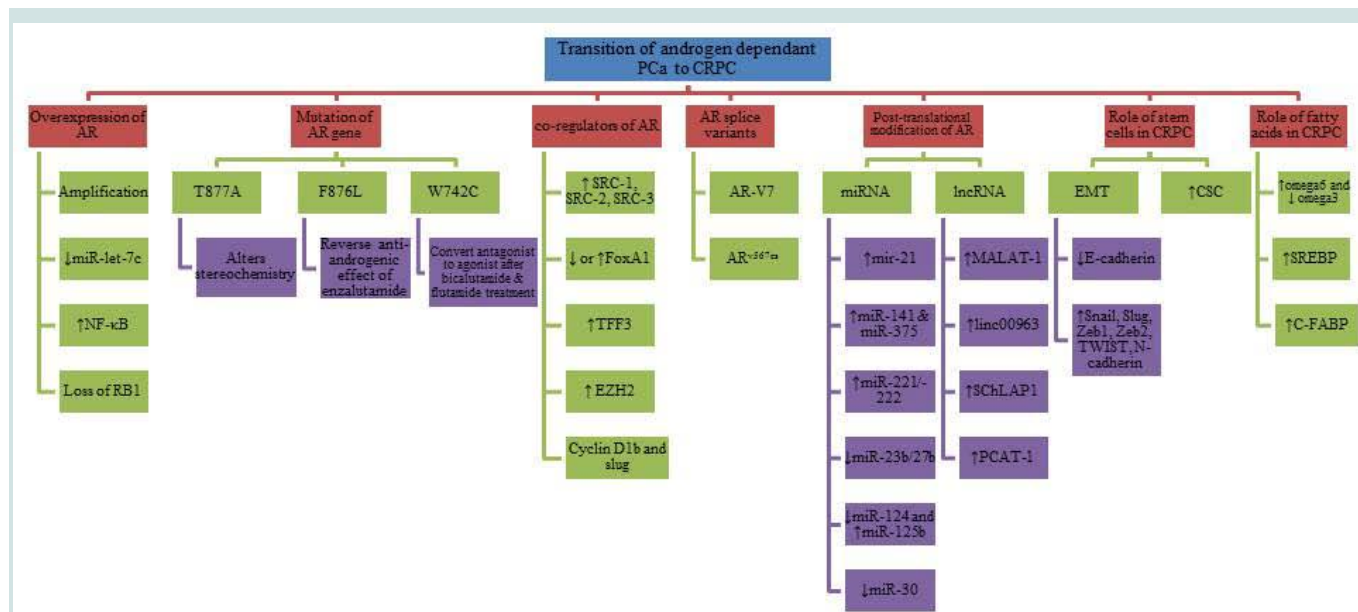 Transition of androgen dependant
PCa to CRPC
Overexpression of
AR
Amplification
↓miR-let-7c
↑NF-κB
Loss of RB1
Mutation of
AR gene
T877A
Alters
stereochemistry
F876L
Reverse anti-
androgenic
effect of
enzalutamide
W742C
Convert antagonist
to agonist after
bicalutamide &
flutamide treatment
co-regulators of AR
↑SRC-1,
SRC-2, SRC-3
↓ or ↑FoxA1
↑TFF3
↑EZH2
Cyclin D1b and
slug
AR splice
variants
AR-V7
ARv567es
Post-translational
modification of AR
miRNA
↑mir-21
↑miR-141 &
miR-375
↑miR-221/-
222
↓miR-23b/27b
↓miR-124 and
↑miR-125b
↓miR-30
lncRNA
↑MALAT-1
↑linc00963
↑SChLAP1
↑PCAT-1
Role of stem
cells in CRPC
EMT
↓E-cadherin
↑Snail, Slug,
Zeb1, Zeb2,
TWIST, N-
cadherin
↑CSC
Role of fatty
acids in CRPC
↑omega6 and
↓ omega3
↑SREBP
↑C-FABP